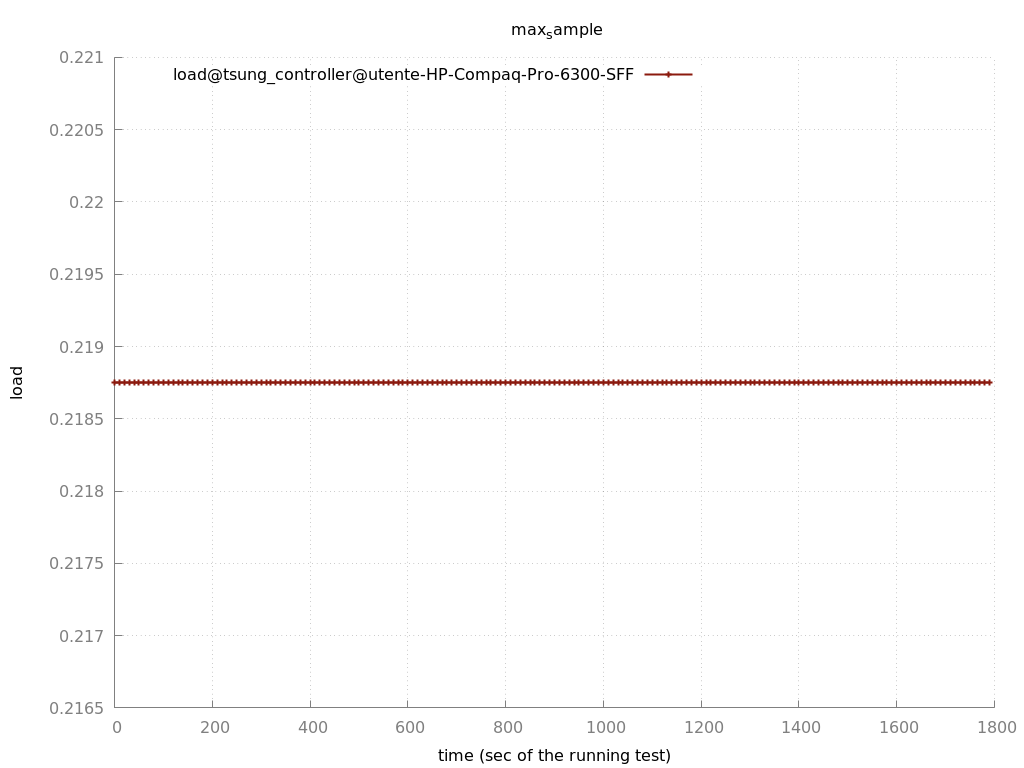 maxsample
0.221
load@tsung_controller@utente-HP-Compaq-Pro-6300-SFF
0.2205
0.22
0.2195
0.219
load
0.2185
0.218
0.2175
0.217
0.2165
0 200 400 600 800 1000 1200 1400 1600 1800
time (sec of the running test)